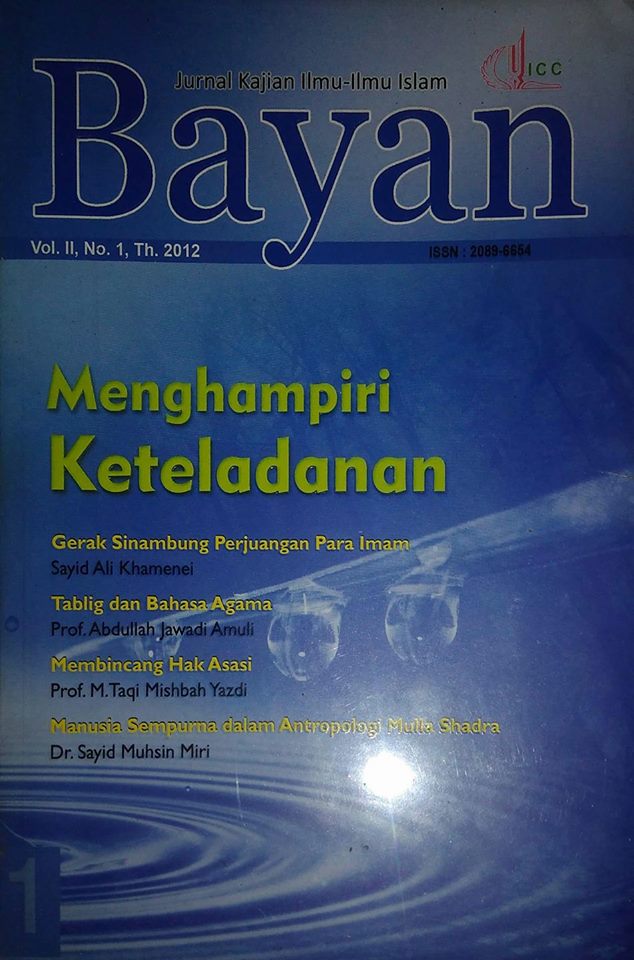 ICC
Jurnal Kajian Ilmu-Ilmu Islam
Bayan
Vol. II, No. 1, Th. 2012
ISSN : 2089-6654
Menghampiri
Keteladanan
Gerak Sinambung Perjuangan Para Imam
Sayid Ali Khamenei
Tablig dan Bahasa Agama
Prof. Abdullah Jawadi Amuli
Membincang Hak Asasi
Prof. M. Taqi Mishbah Yazdi
Manusia Sempurna dalam Antropologi Mulla Shadra
Dr. Sayid Muhsin Miri
1